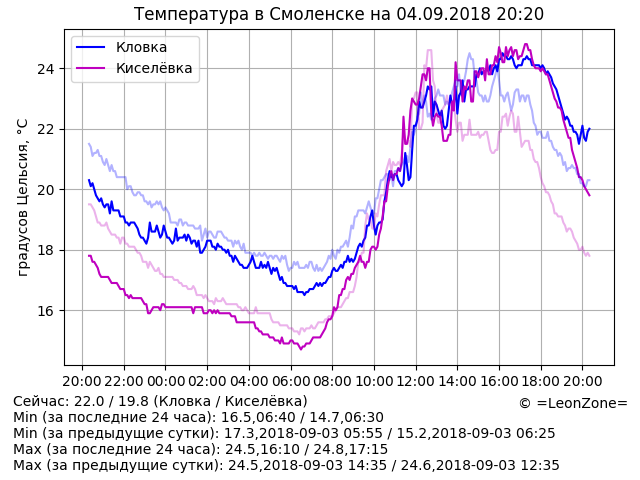 Температура в Смоленске на 04.09.2018 20:20
Кловка
Киселёвка
градусов Цельсия, °C
24
22
20
18
16
20:00 22:00 00:00 02:00 04:00 06:00 08:00 10:00 12:00 14:00 16:00 18:00 20:00
Сейчас: 22.0 / 19.8 (Кловка / Киселёвка)
© =LeonZone=
Min (за последние 24 часа): 16.5,06:40 / 14.7,06:30
Min (за предыдущие сутки): 17.3,2018-09-03 05:55 / 15.2,2018-09-03 06:25
Max (за последние 24 часа): 24.5,16:10 / 24.8,17:15
Max (за предыдущие сутки): 24.5,2018-09-03 14:35 / 24.6,2018-09-03 12:35